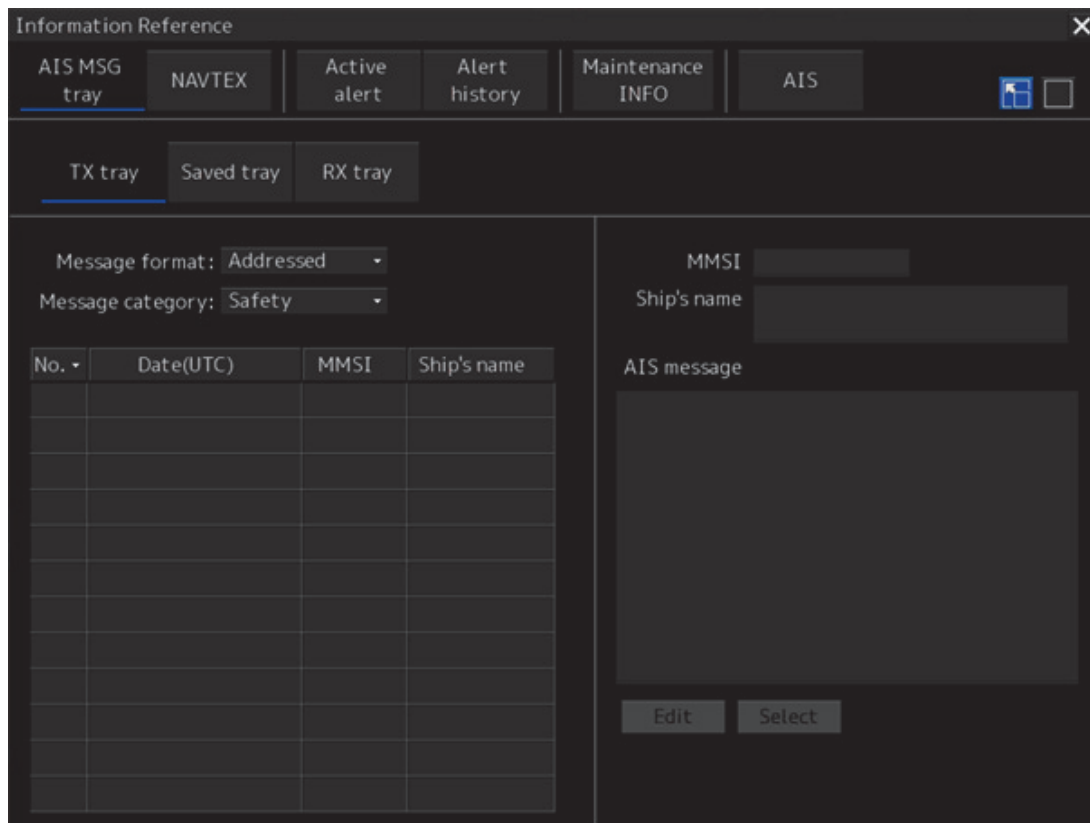 Information Reference
AIS MSG tray
NAVTEX
Active alert
Alert history
Maintenance INFO
AIS
TX tray
Saved tray
RX tray
Message format: Addressed
Message category: Safety
No. Date(UTC) MMSI Ship's name
MMSI
Ship's name
AIS message
Edit Select